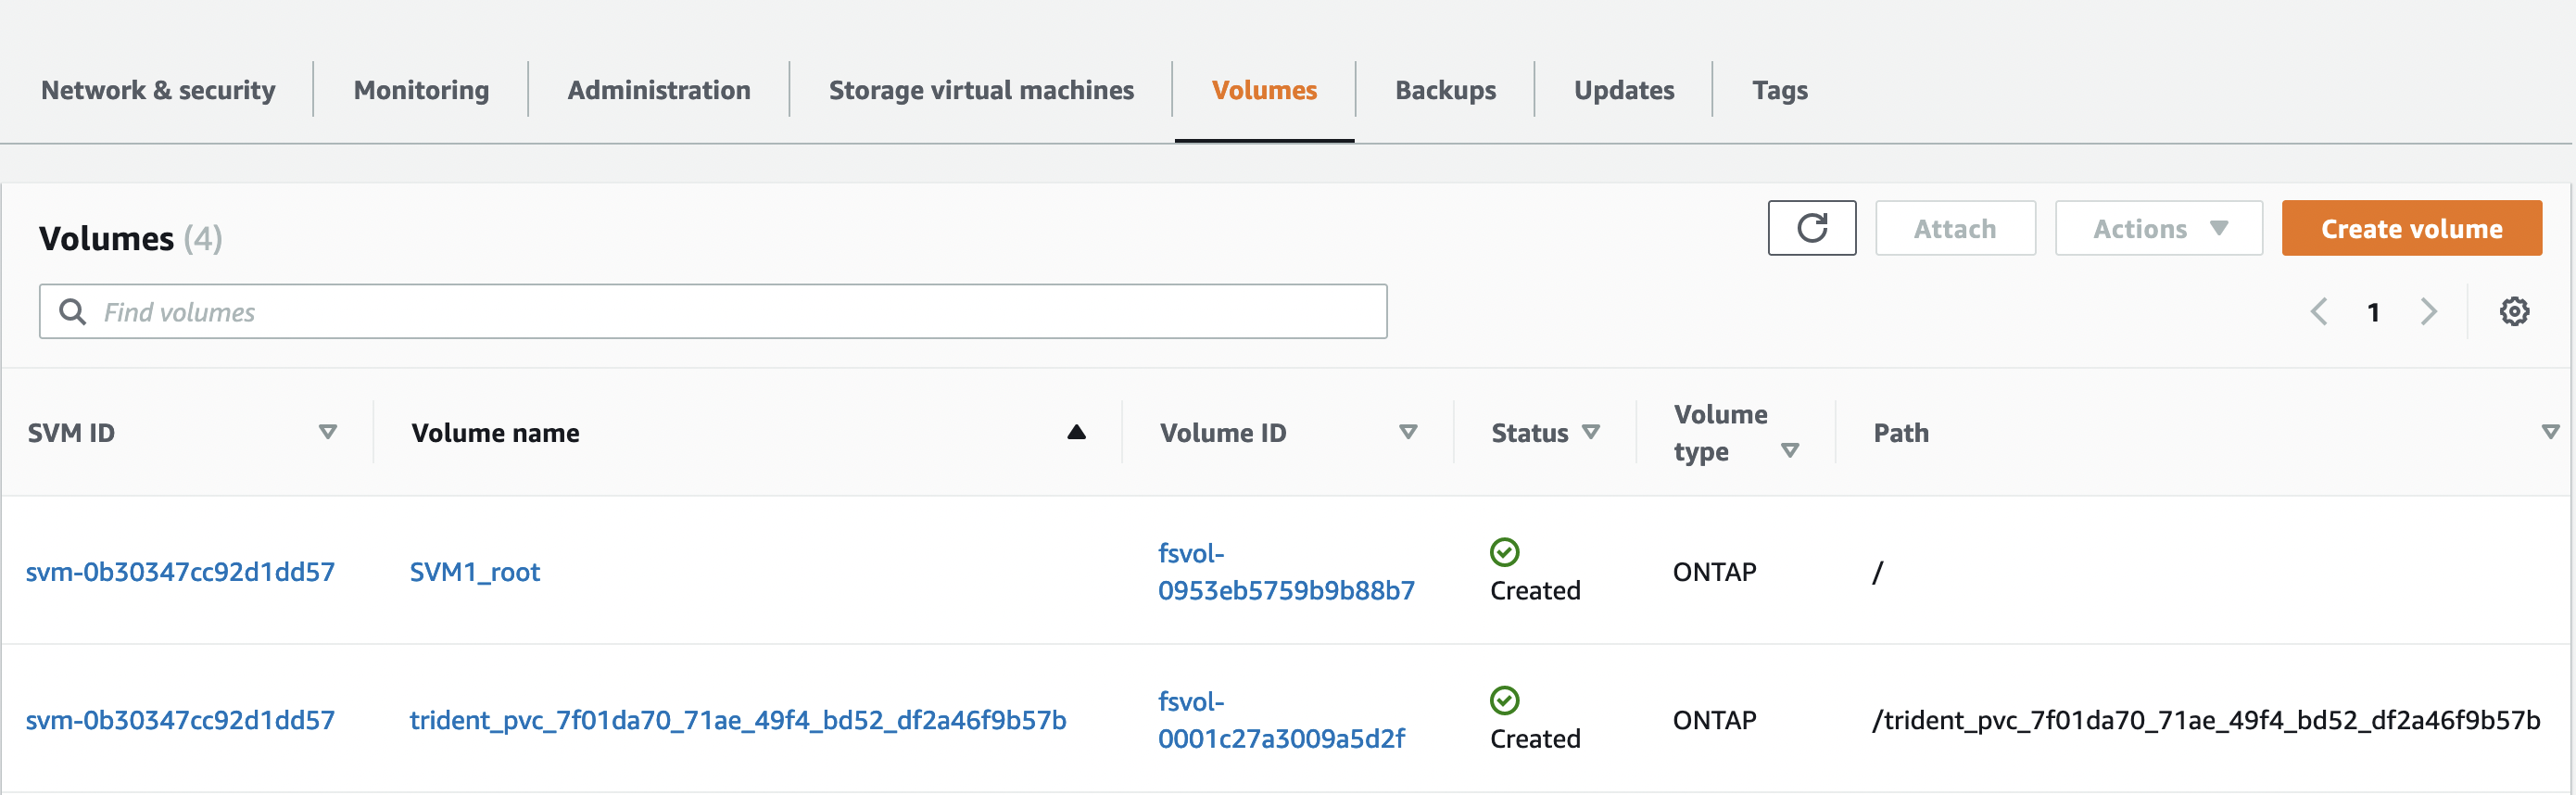 Network & security Monitoring Administration Storage virtual machines Volumes Backups Updates Tags
Volumes (4) Attach Actions Create volume
Find volumes 1
SVM ID Volume name Volume ID Status Volume type Path
svm-0b30347cc92d1dd57 SVM1_root fsvol-
0953eb5759b9b88b7 Created ONTAP /
svm-0b30347cc92d1dd57 trident_pvc_7f01da70_71ae_49f4_bd52_df2a46f9b57b fsvol-
0001c27a3009a5d2f Created ONTAP /trident_pvc_7f01da70_71ae_49f4_bd52_df2a46f9b57b